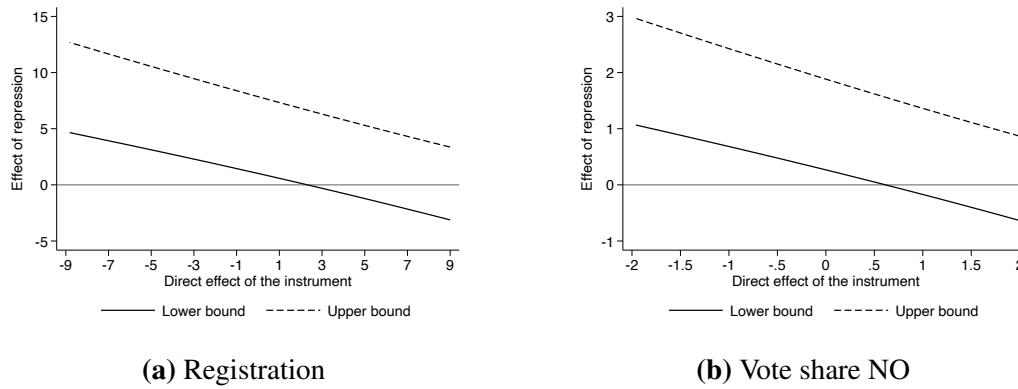 15
10
5
0
-5
Effect of repression
-9 -7 -5 -3 -1 1 3 5 7 9
Direct effect of the instrument
Lower bound Upper bound
(a) Registration
3
2
1
0
-1
Effect of repression
-2 -1.5 -1 -.5 0 .5 1 1.5 2
Direct effect of the instrument
Lower bound Upper bound
(b) Vote share NO